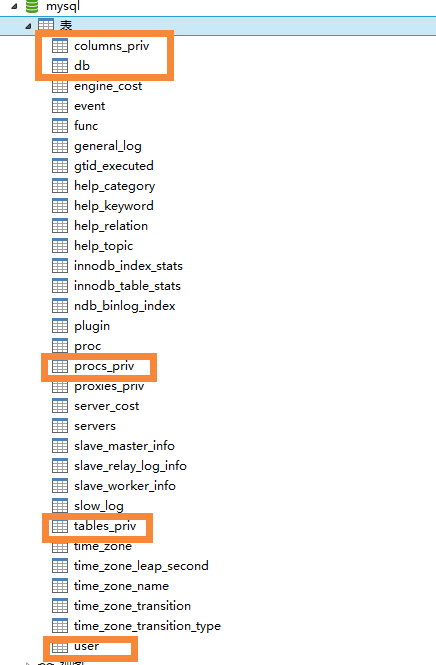 mysql
表
columns_priv
db
engine_cost
event
func
general_log
gtid_executed
help_category
help_keyword
help_relation
help_topic
innodb_index_stats
innodb_table_stats
ndb_binlog_index
plugin
proc
procs_priv
proxies_priv
server_cost
servers
slave_master_info
slave_relay_log_info
slave_worker_info
slow_log
tables_priv
time_zone
time_zone_leap_second
time_zone_name
time_zone_transition
time_zone_transition_type
user